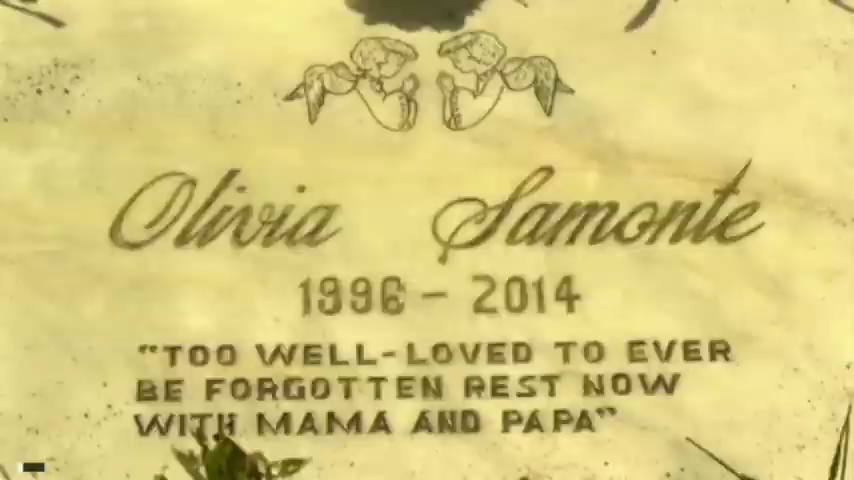 Olivia Samonte
1996 - 2014
"TOO WELL-LOVED TO EVER
BE FORGOTTEN REST NOW
WITH MAMA AND PAPA"